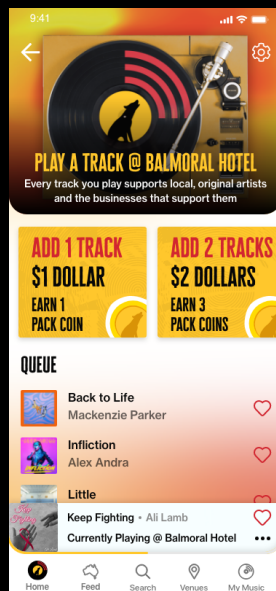 9:41
PLAY A TRACK @ BALMORAL HOTEL
Every track you play supports local, original artists
and the businesses that support them
ADD 1 TRACK
$1 DOLLAR
EARN 1
PACK COIN
ADD 2 TRACKS
$2 DOLLARS
EARN 3
PACK COINS
QUEUE
Back to Life
Mackenzie Parker
Infliction
Alex Andra
Little
Keep Fighting • Ali Lamb
Currently Playing @ Balmoral Hotel
Home
Feed
Search
Venues
My Music